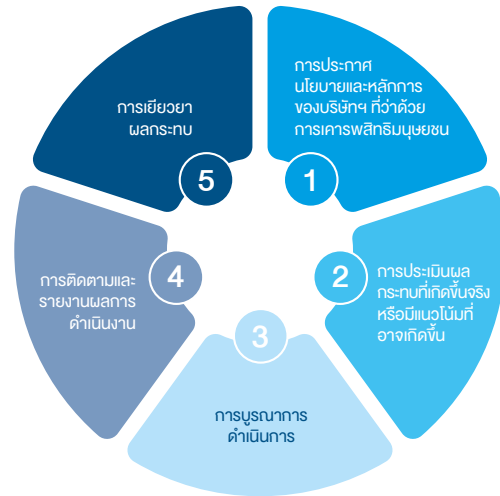 1
การประกาศ
นโยบายและหลักการ
ของบริษัทฯ ที่ว่าด้วย
การเคารพสิทธิมนุษยชน
2
การประเมินผล
กระทบที่เกิดขึ้นจริง
หรือมีแนวโน้มที่
อาจเกิดขึ้น
3
การบูรณาการ
ดำเนินการ
4
การติดตามและ
รายงานผลการ
ดำเนินงาน
5
การเยียวยา
ผลกระทบ